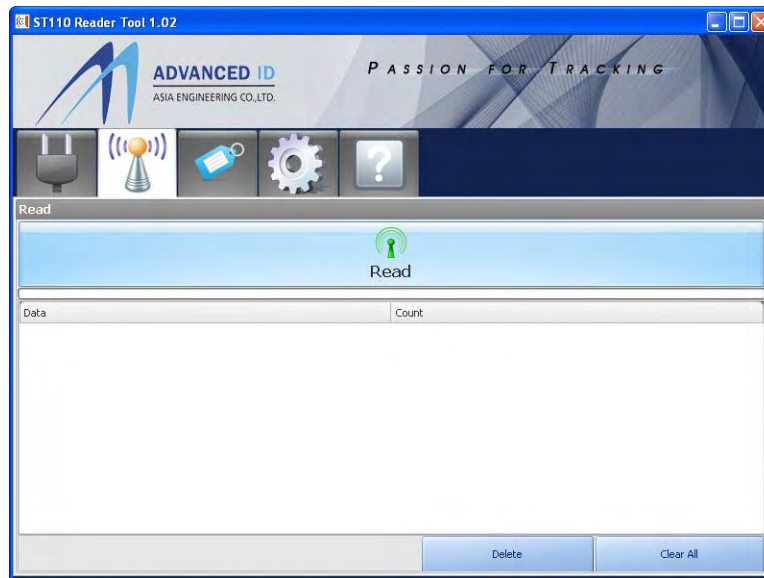 ST110 Reader Tool 1.02
ADVANCED ID
ASIA ENGINEERING CO.,LTD.
PASSION FOR TRACKING
?
Read
Read
Data Count
Delete Clear All